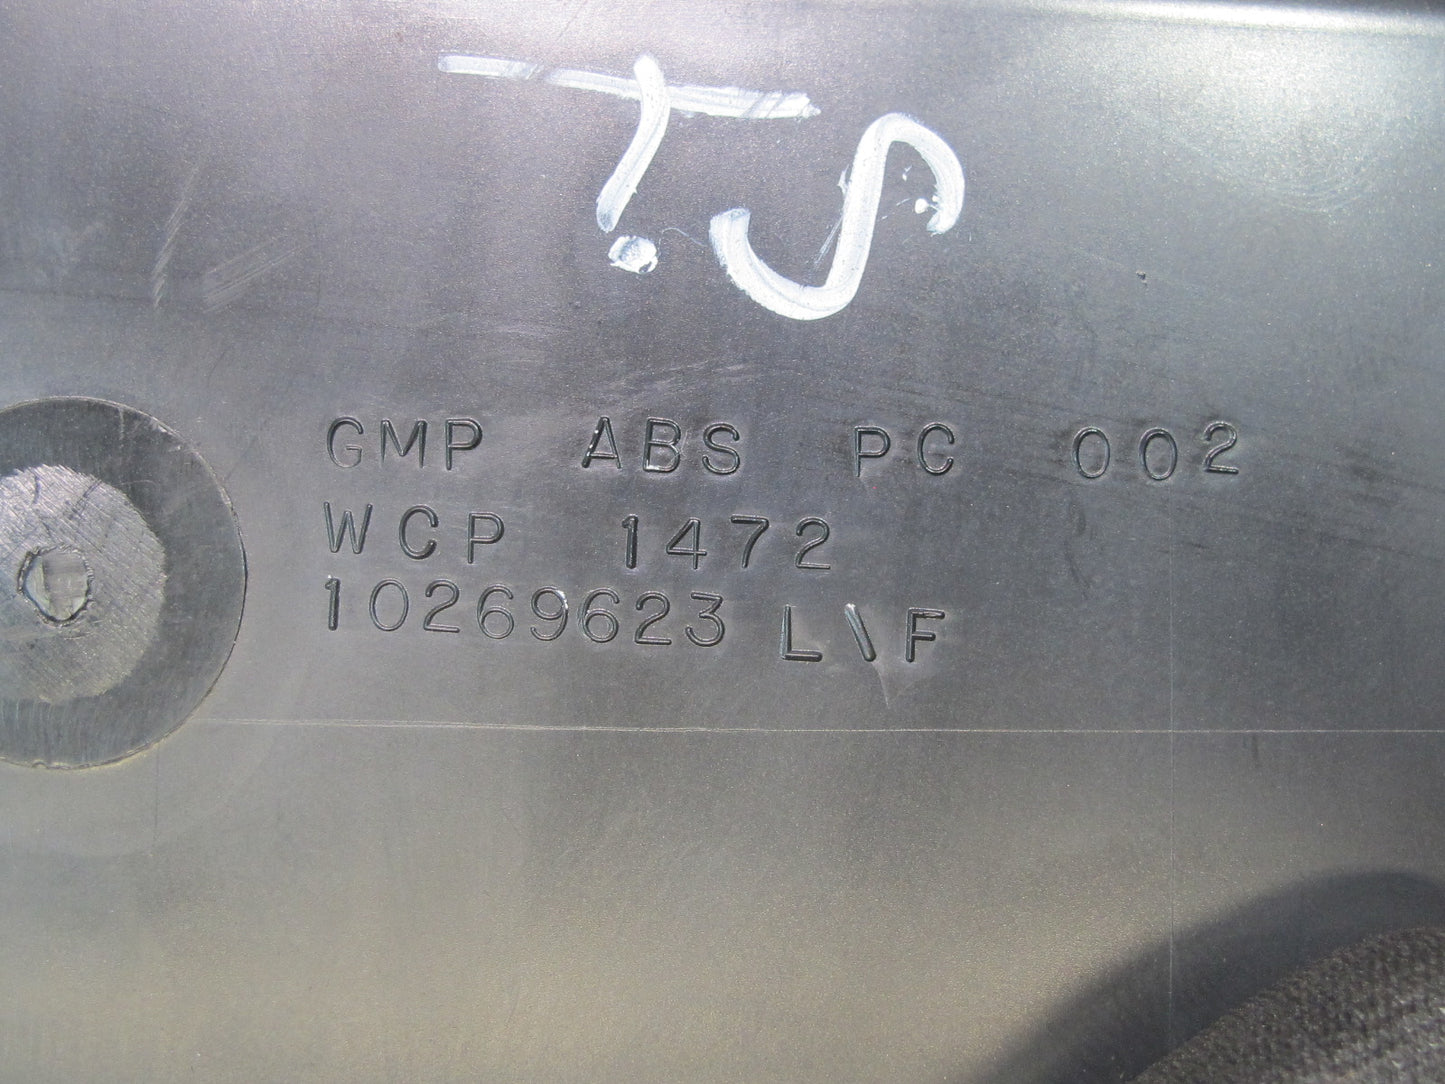 T.S
GMP ABS PC 002
WCP 1472
10269623 L\F